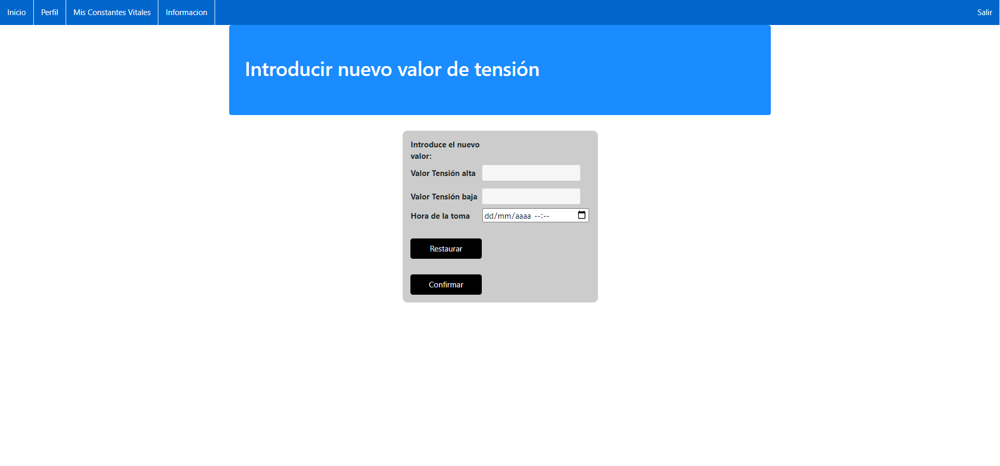 Inicio Perfil Mis Constantes Vitales Informacion Salir
Introducir nuevo valor de tensión
Introduce el nuevo
valor:
Valor Tensión alta
Valor Tensión baja
Hora de la toma dd/mm/aaaa --:--
Restaurar
Confirmar